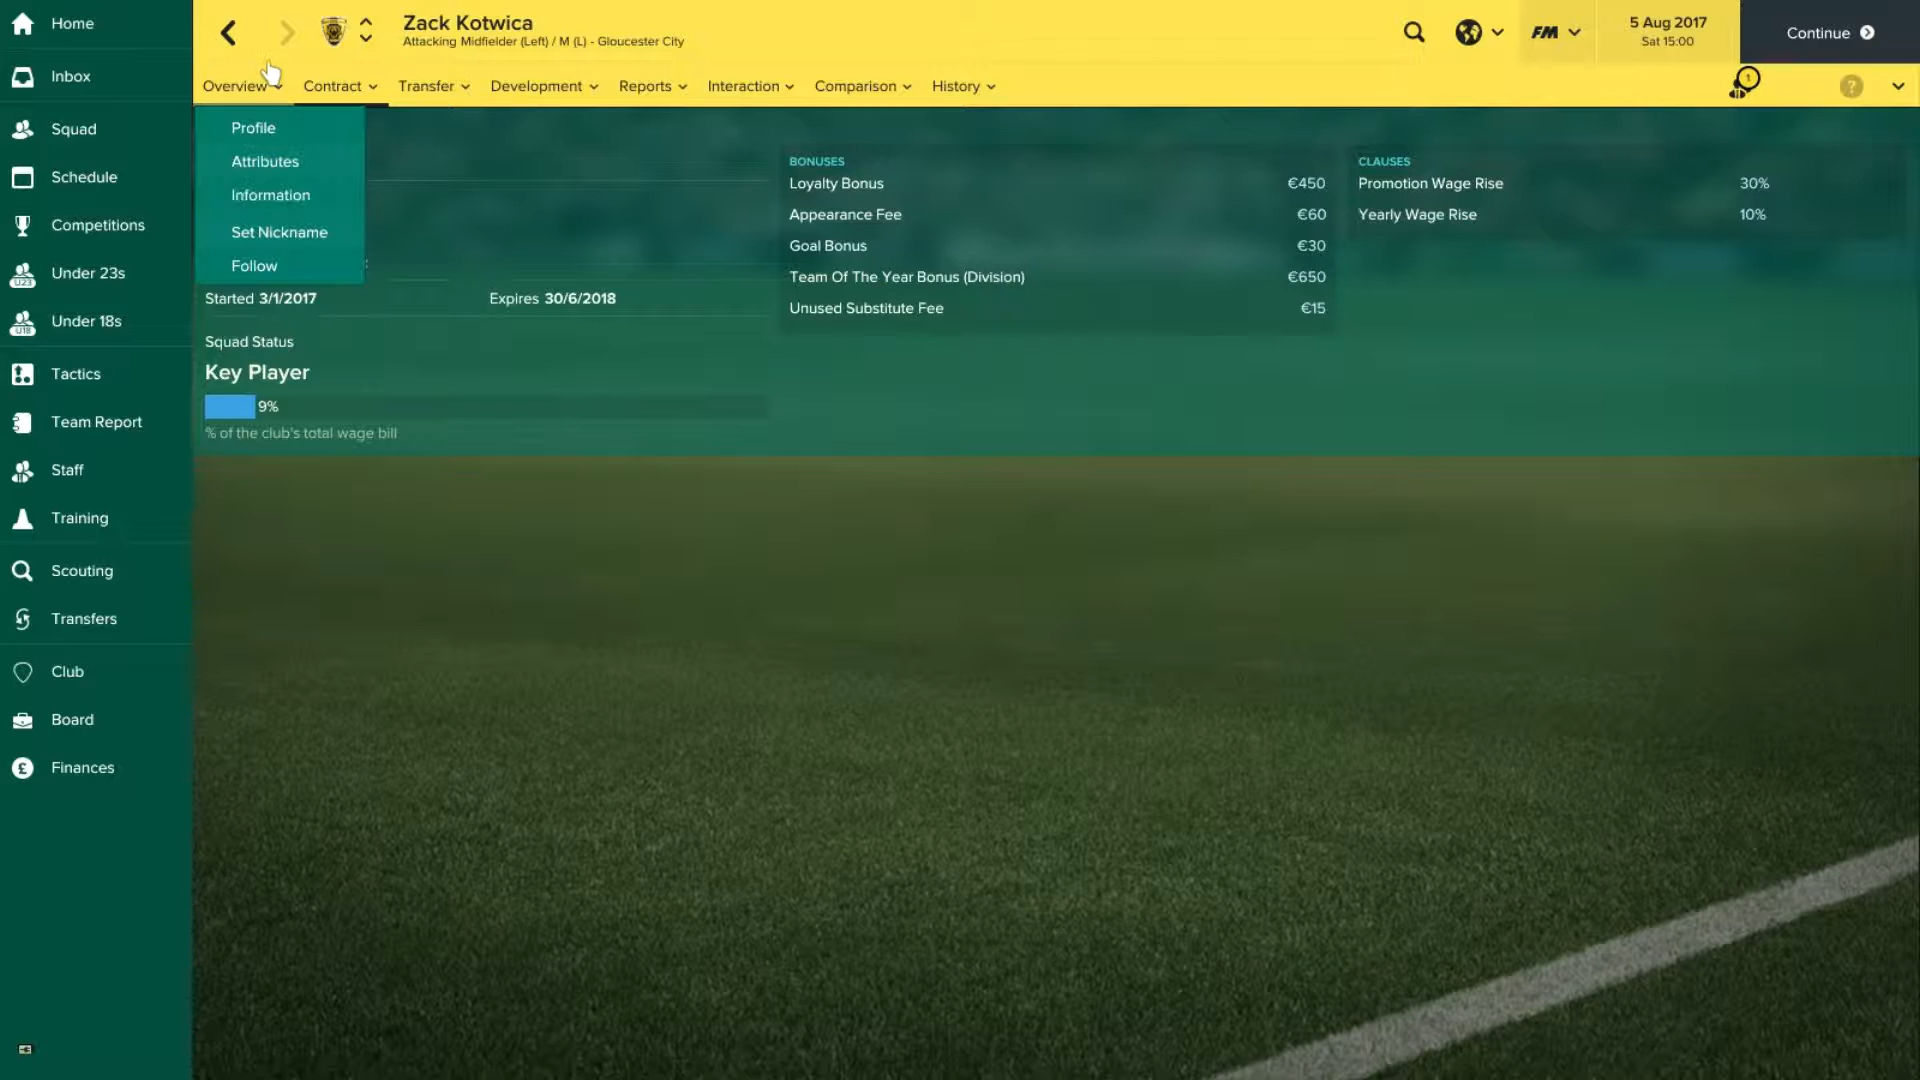 Home
Inbox
Squad
Schedule
Competitions
U23
Under 23s
U18
Under 18s
Tactics
Team Report
Staff
Training
Scouting
Transfers
Club
Board
£
Finances
Zack Kotwica
Attacking Midfielder (Left) / M (L) - Gloucester City
FM
5 Aug 2017
Sat 15:00
Continue
Overview
Contract
Transfer
Development
Reports
Interaction
Comparison
History
1
?
Profile
Attributes
Information
Set Nickname
Follow
Started 3/1/2017
Expires 30/6/2018
Squad Status
Key Player
9%
% of the club's total wage bill
BONUSES
Loyalty Bonus €450
Appearance Fee €60
Goal Bonus €30
Team Of The Year Bonus (Division) €650
Unused Substitute Fee €15
CLAUSES
Promotion Wage Rise 30%
Yearly Wage Rise 10%